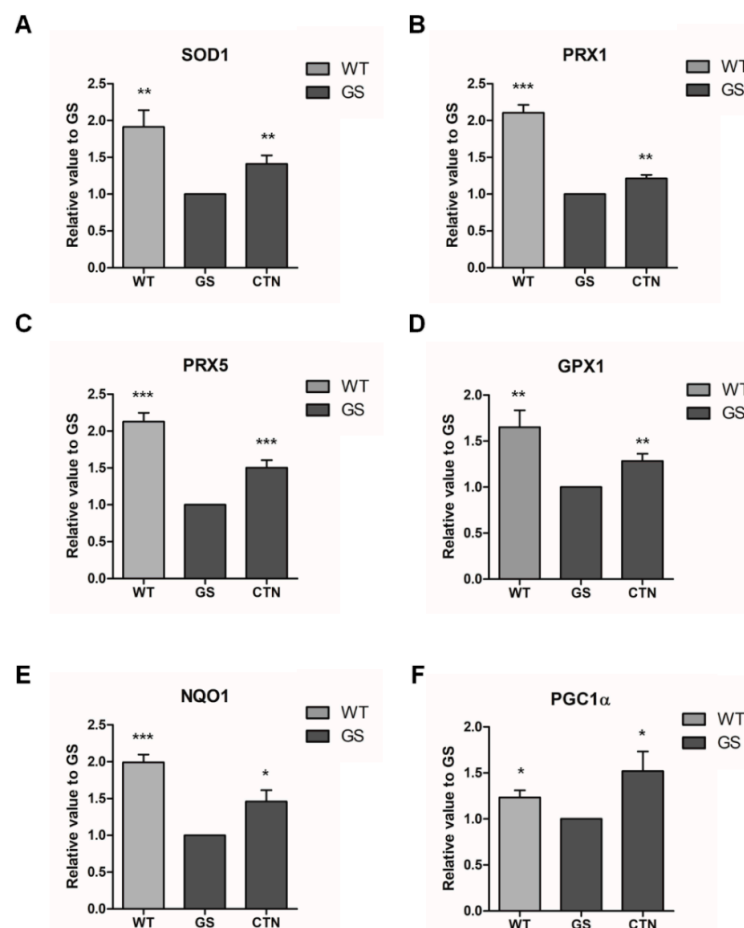 A
SOD1
WT
GS
Relative value to GS
2.5
2.0
1.5
1.0
0.5
0.0
**
**
WT GS CTN
B
PRX1
WT
GS
Relative value to GS
2.5
2.0
1.5
1.0
0.5
0.0
***
**
WT GS CTN
C
PRX5
WT
GS
Relative value to GS
2.5
2.0
1.5
1.0
0.5
0.0
***
***
WT GS CTN
D
GPX1
WT
GS
Relative value to GS
2.0
1.5
1.0
0.5
0.0
**
**
WT GS CTN
E
NQO1
WT
GS
Relative value to GS
2.5
2.0
1.5
1.0
0.5
0.0
***
*
WT GS CTN
F
PGC1α
WT
GS
Relative value to GS
2.0
1.5
1.0
0.5
0.0
*
*
WT GS CTN